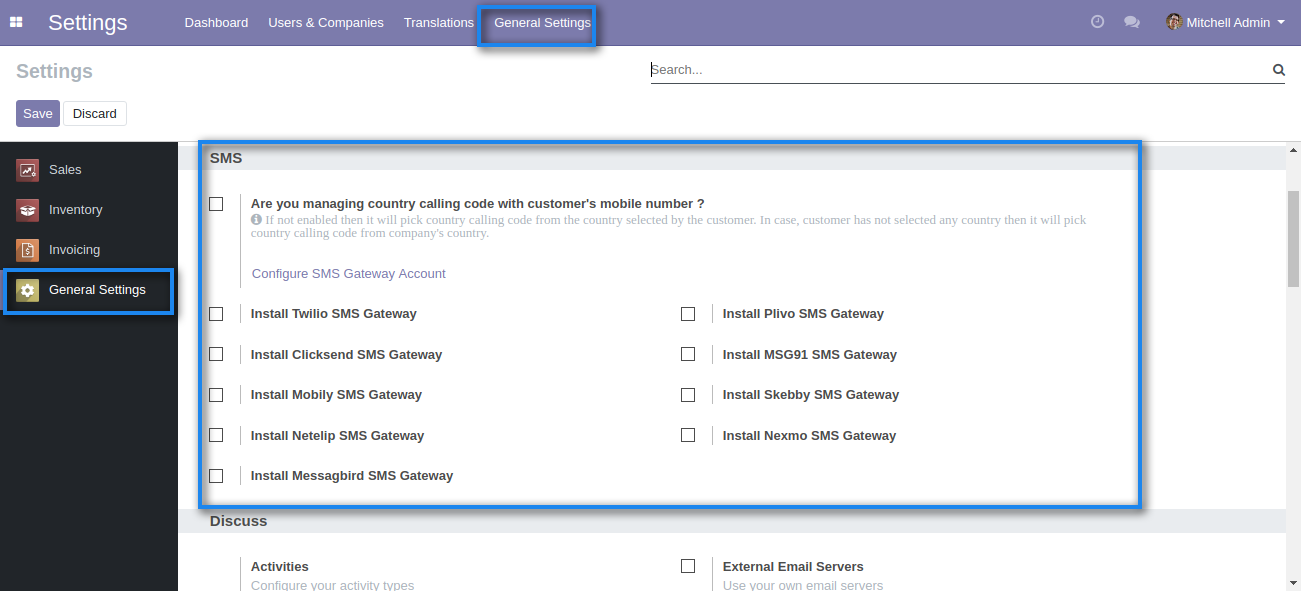 Settings Dashboard Users & Companies Translations General Settings Mitchell Admin
Settings
Search...
Save Discard
Sales
Inventory
Invoicing
General Settings
SMS
Are you managing country calling code with customer's mobile number ?
If not enabled then it will pick country calling code from the country selected by the customer. In case, customer has not selected any country then it will pick
country calling code from company's country.
Configure SMS Gateway Account
Install Twilio SMS Gateway
Install Plivo SMS Gateway
Install Clicksend SMS Gateway
Install MSG91 SMS Gateway
Install Mobily SMS Gateway
Install Skebby SMS Gateway
Install Netelip SMS Gateway
Install Nexmo SMS Gateway
Install Messagbird SMS Gateway
Discuss
Activities
Configure your activity types
External Email Servers
Use your own email servers